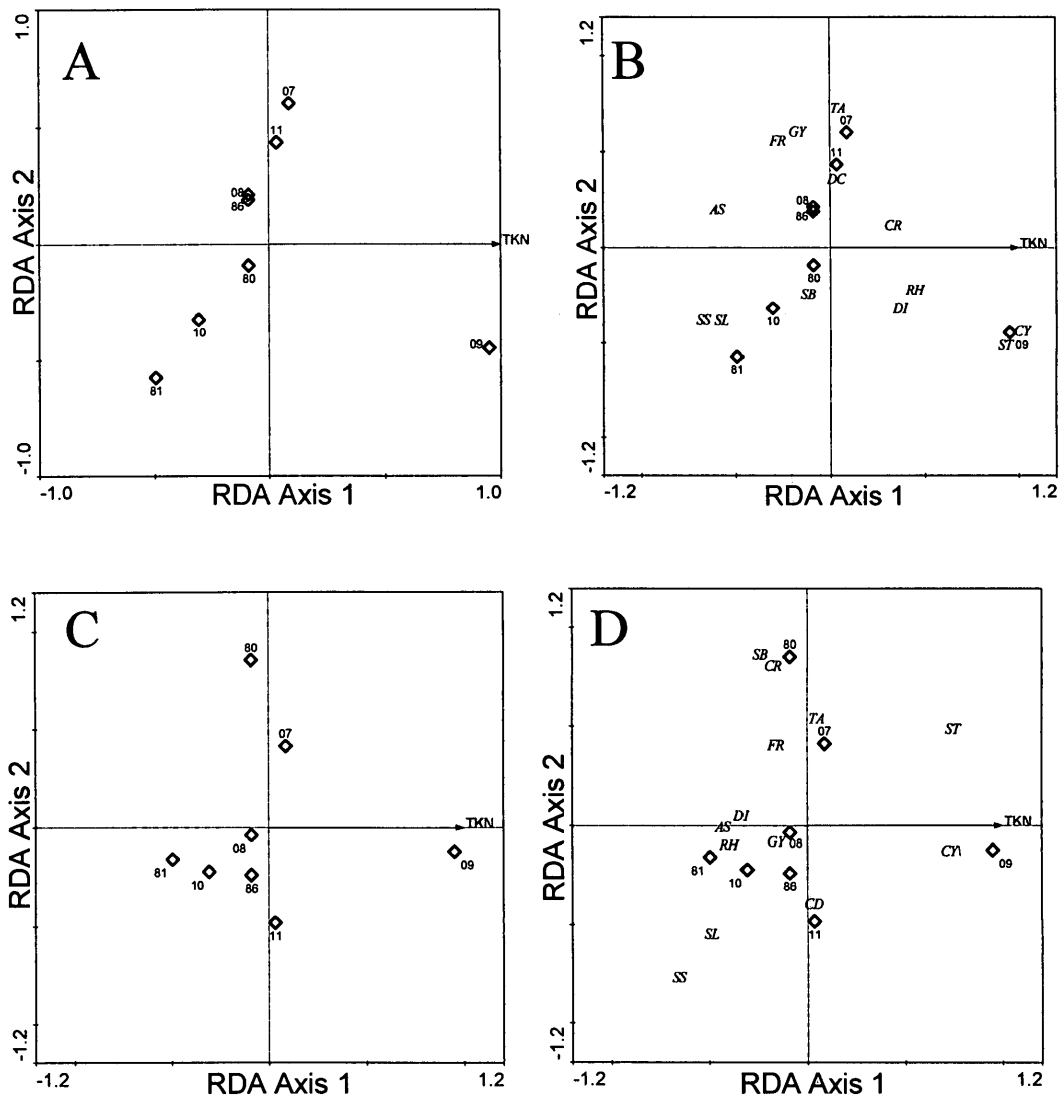 A
1.0
RDA Axis 2
-1.0
07
11
08
86
TKN
80
10
09
81
-1.0
RDA Axis 1
1.0
B
1.2
RDA Axis 2
-1.2
TA
07
GY
FR
11
DC
08
AS
86
CR
TKN
80
SB
RH
DI
SS SL
10
CY
ST 09
81
-1.2
RDA Axis 1
1.2
C
1.2
RDA Axis 2
-1.2
80
07
TKN
08
81
10
86
09
11
-1.2
RDA Axis 1
1.2
D
1.2
RDA Axis 2
-1.2
80
SB
CR
TA
07
ST
FR
DI
AS
TKN
RH
GY 08
CY\
81
10
86
09
CD
11
SL
SS
-1.2
RDA Axis 1
1.2